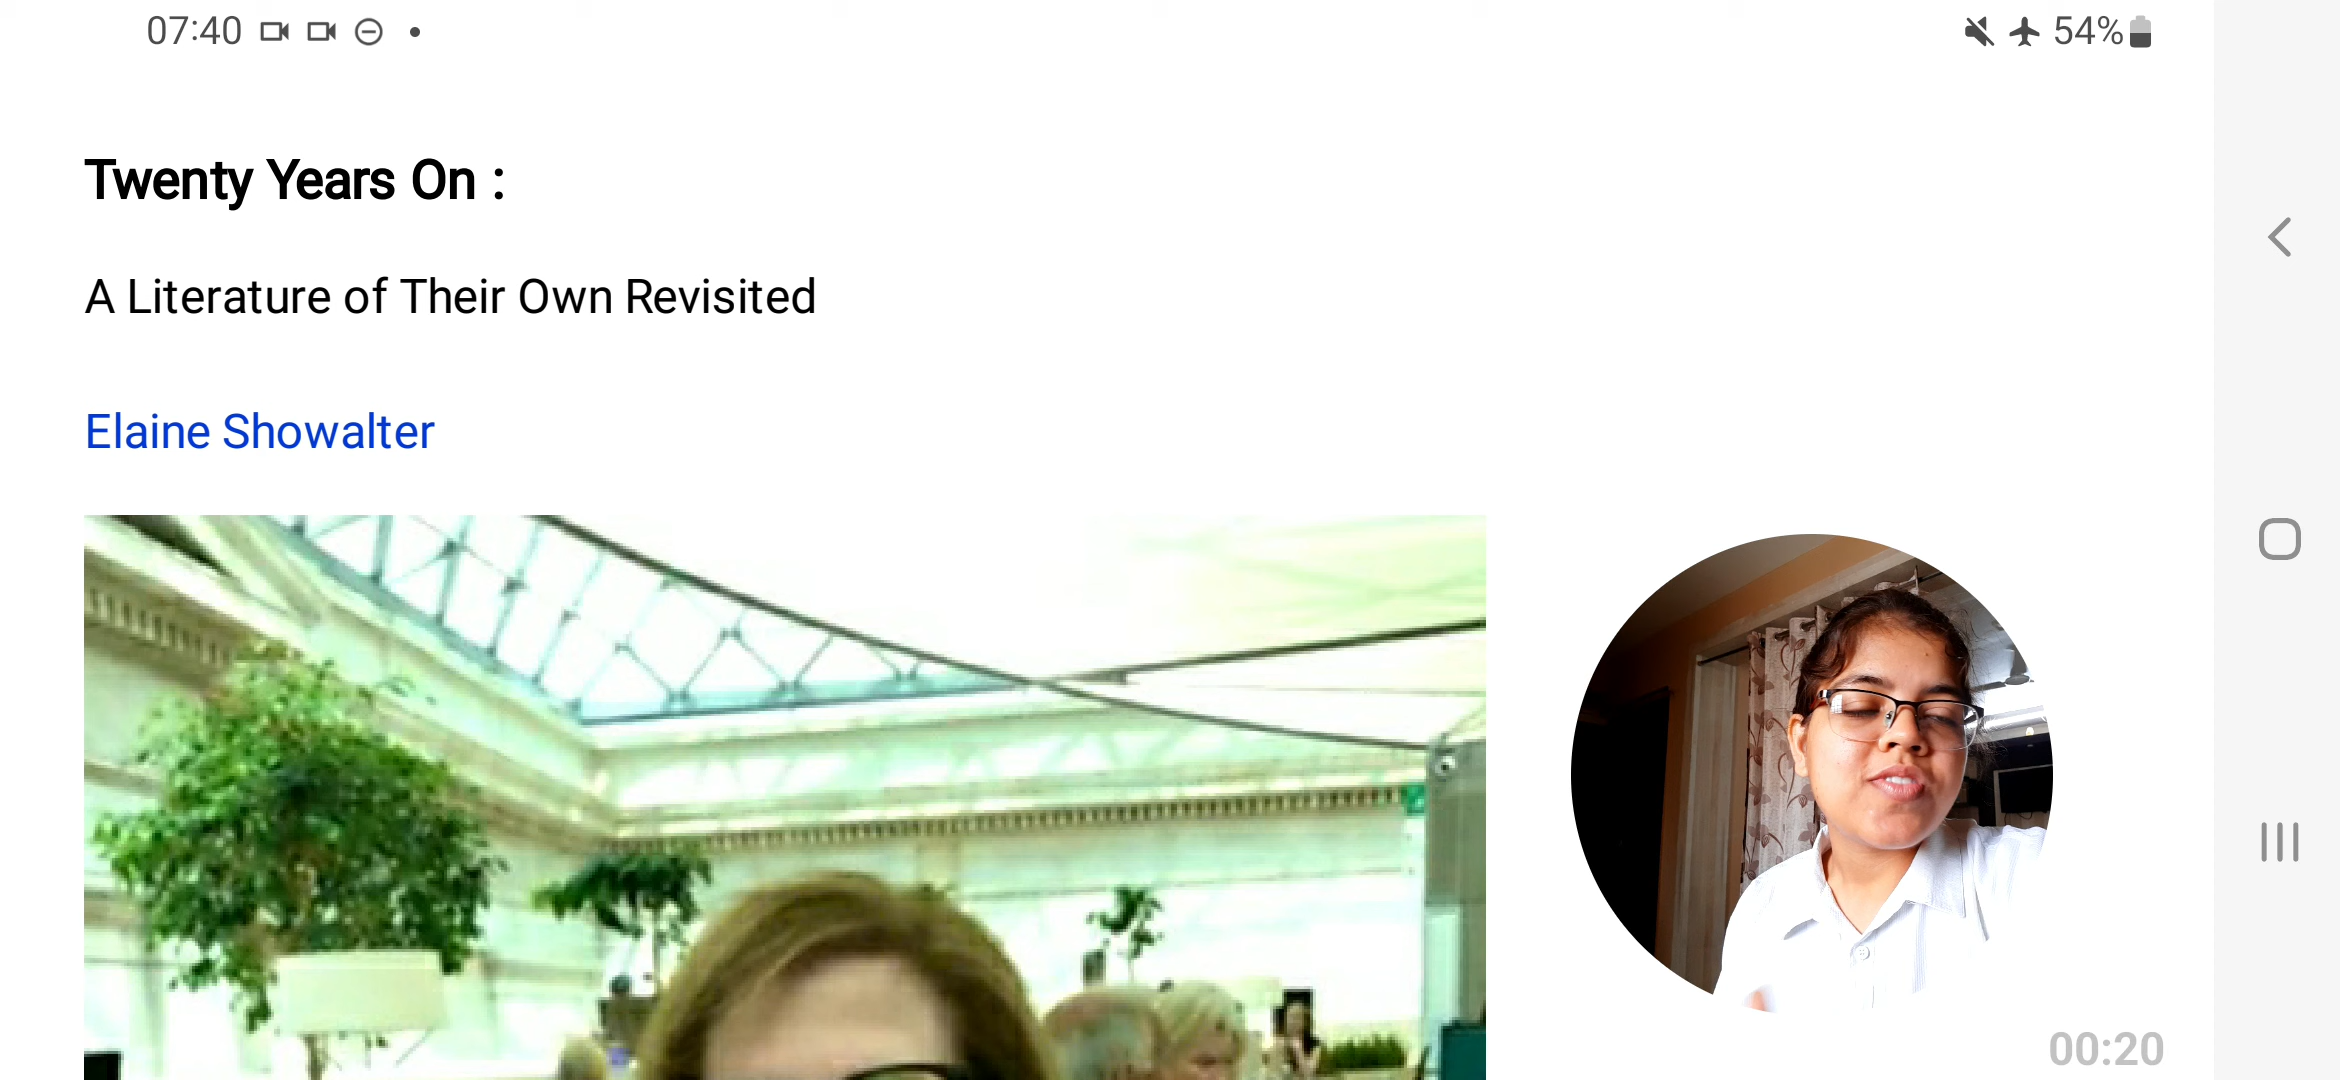 07:40
54%
Twenty Years On :
A Literature of Their Own Revisited
Elaine Showalter
00:20